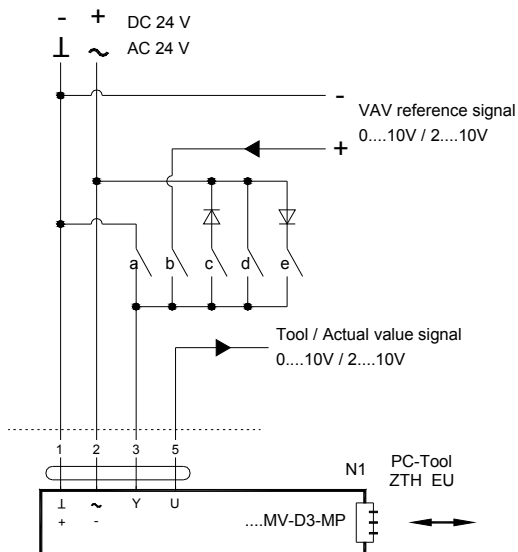 - + DC 24 V
⊥ ~ AC 24 V
-
VAV reference signal
0....10V / 2....10V
+
a b c d e
Tool / Actual value signal
0....10V / 2....10V
1 2 3 5
N1 PC-Tool
ZTH EU
⊥ ~ Y U
+ -
....MV-D3-MP